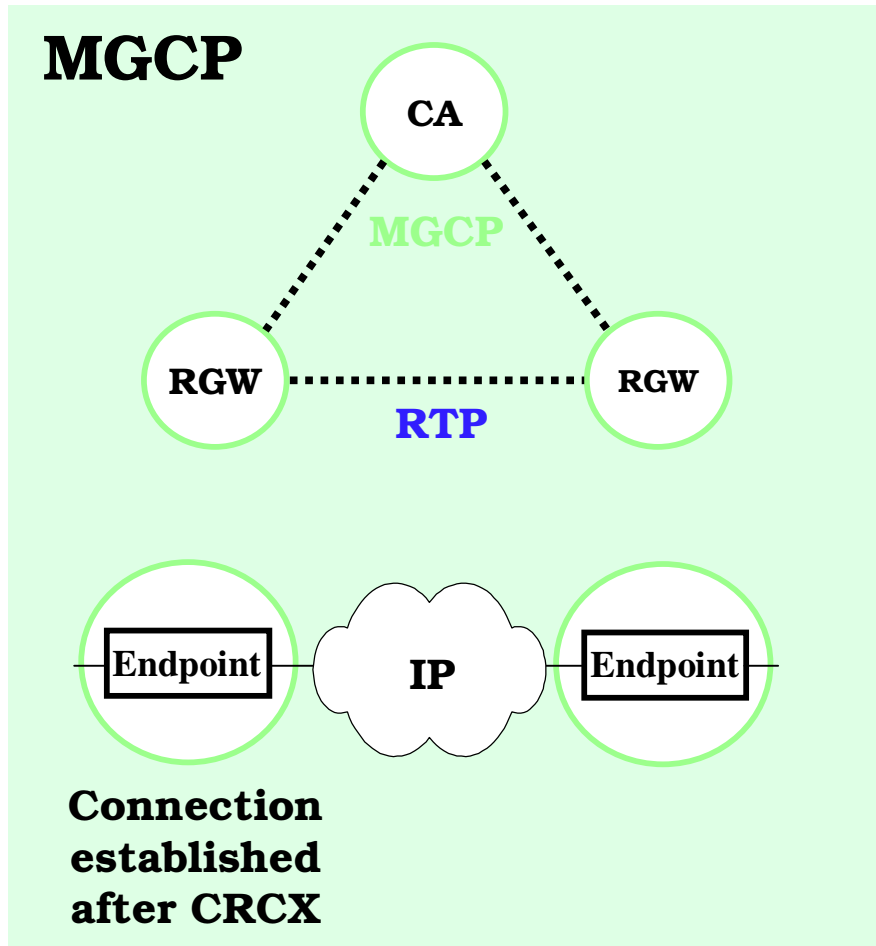 MGCP
CA
MGCP
RGW
RGW
RTP
Endpoint
IP
Endpoint
Connection
established
after CRCX